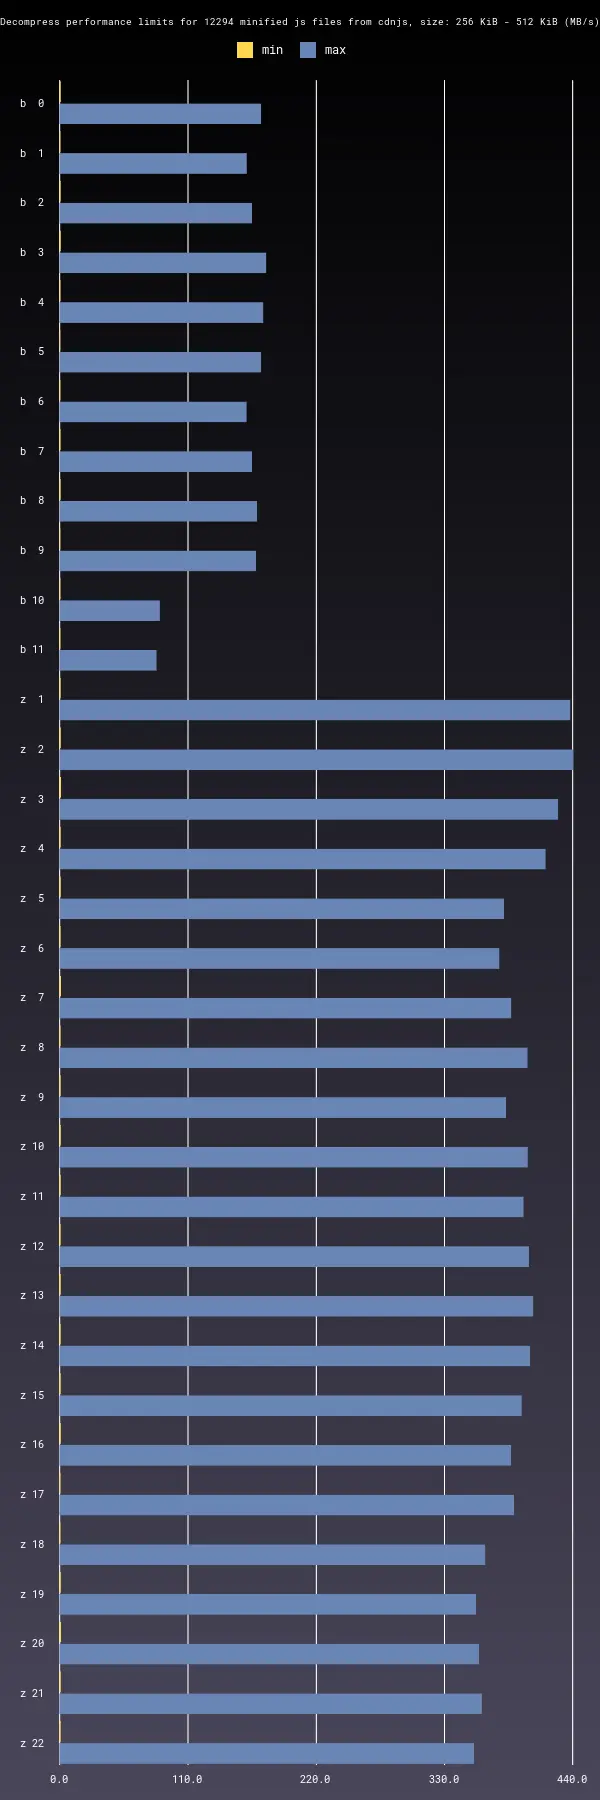 Decompress performance limits for 12294 minified js files from cdnjs, size: 256 KiB - 512 KiB (MB/s)
min max
b 0
b 1
b 2
b 3
b 4
b 5
b 6
b 7
b 8
b 9
b 10
b 11
z 1
z 2
z 3
z 4
z 5
z 6
z 7
z 8
z 9
z 10
z 11
z 12
z 13
z 14
z 15
z 16
z 17
z 18
z 19
z 20
z 21
z 22
0.0 110.0 220.0 330.0 440.0